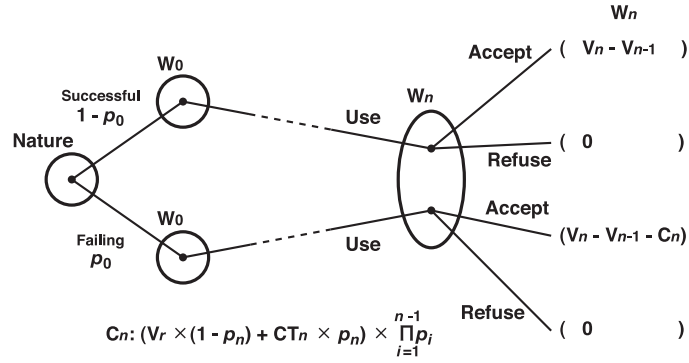 Wn
Accept
( Vn - Vn-1 )
W0
Successful
1 - p0
Use
Wn
Refuse
( 0 )
Nature
W0
Accept
(Vn - Vn-1 - Cn)
Failing
p0
Use
Refuse
( 0 )
Cn: (Vr ×(1 - pn) + CTn × pn) × ∏ pi
n-1
i=1